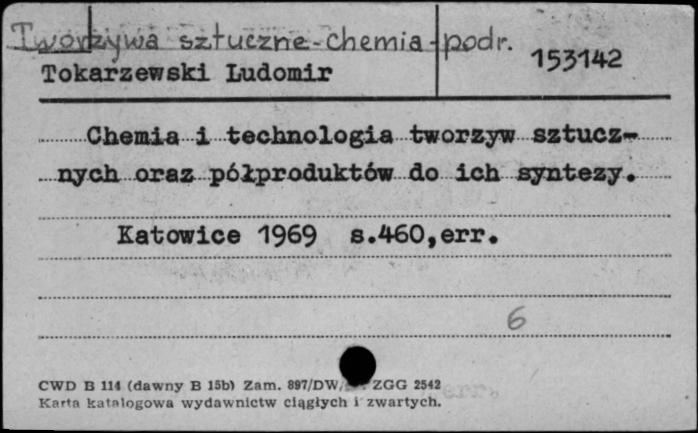 Tworzywa sztuczne-chemia-podr.
153142
Tokarzewski Ludomir
Chemia i technologia tworzyw sztucz-
nych oraz półproduktów do ich syntezy.
Katowice 1969 s.460,err.
6
CWD B 114 (dawny B 15b) Zam. 897/DW/ ZGG 2542
Karta katalogowa wydawnictw ciągłych i zwartych.